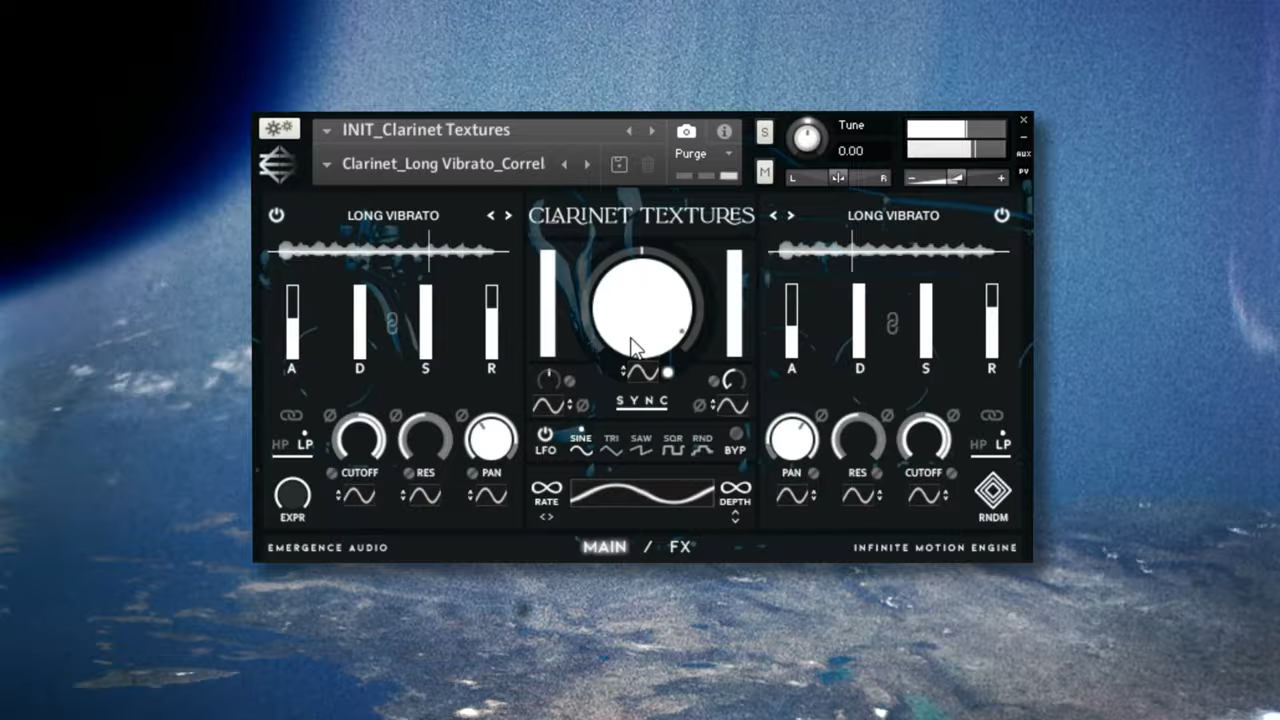 INIT_Clarinet Textures
Clarinet_Long Vibrato_Correl
Purge
S
M
Tune
0.00
L R
- +
AUX
PV
LONG VIBRATO
CLARINET TEXTURES
LONG VIBRATO
A D S R
A D S R
SYNC
HP LP
CUTOFF RES PAN
EXPR
LFO SINE TRI SAW SQR RND BYP
RATE DEPTH
PAN RES CUTOFF
HP LP
RNDM
EMERGENCE AUDIO
MAIN / FX
INFINITE MOTION ENGINE